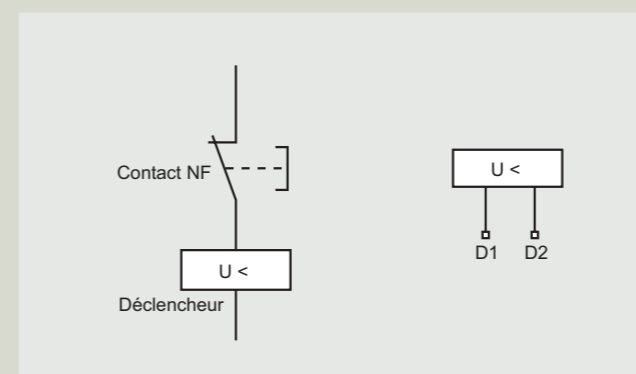 Contact NF
U <
Déclencheur
U <
D1 D2